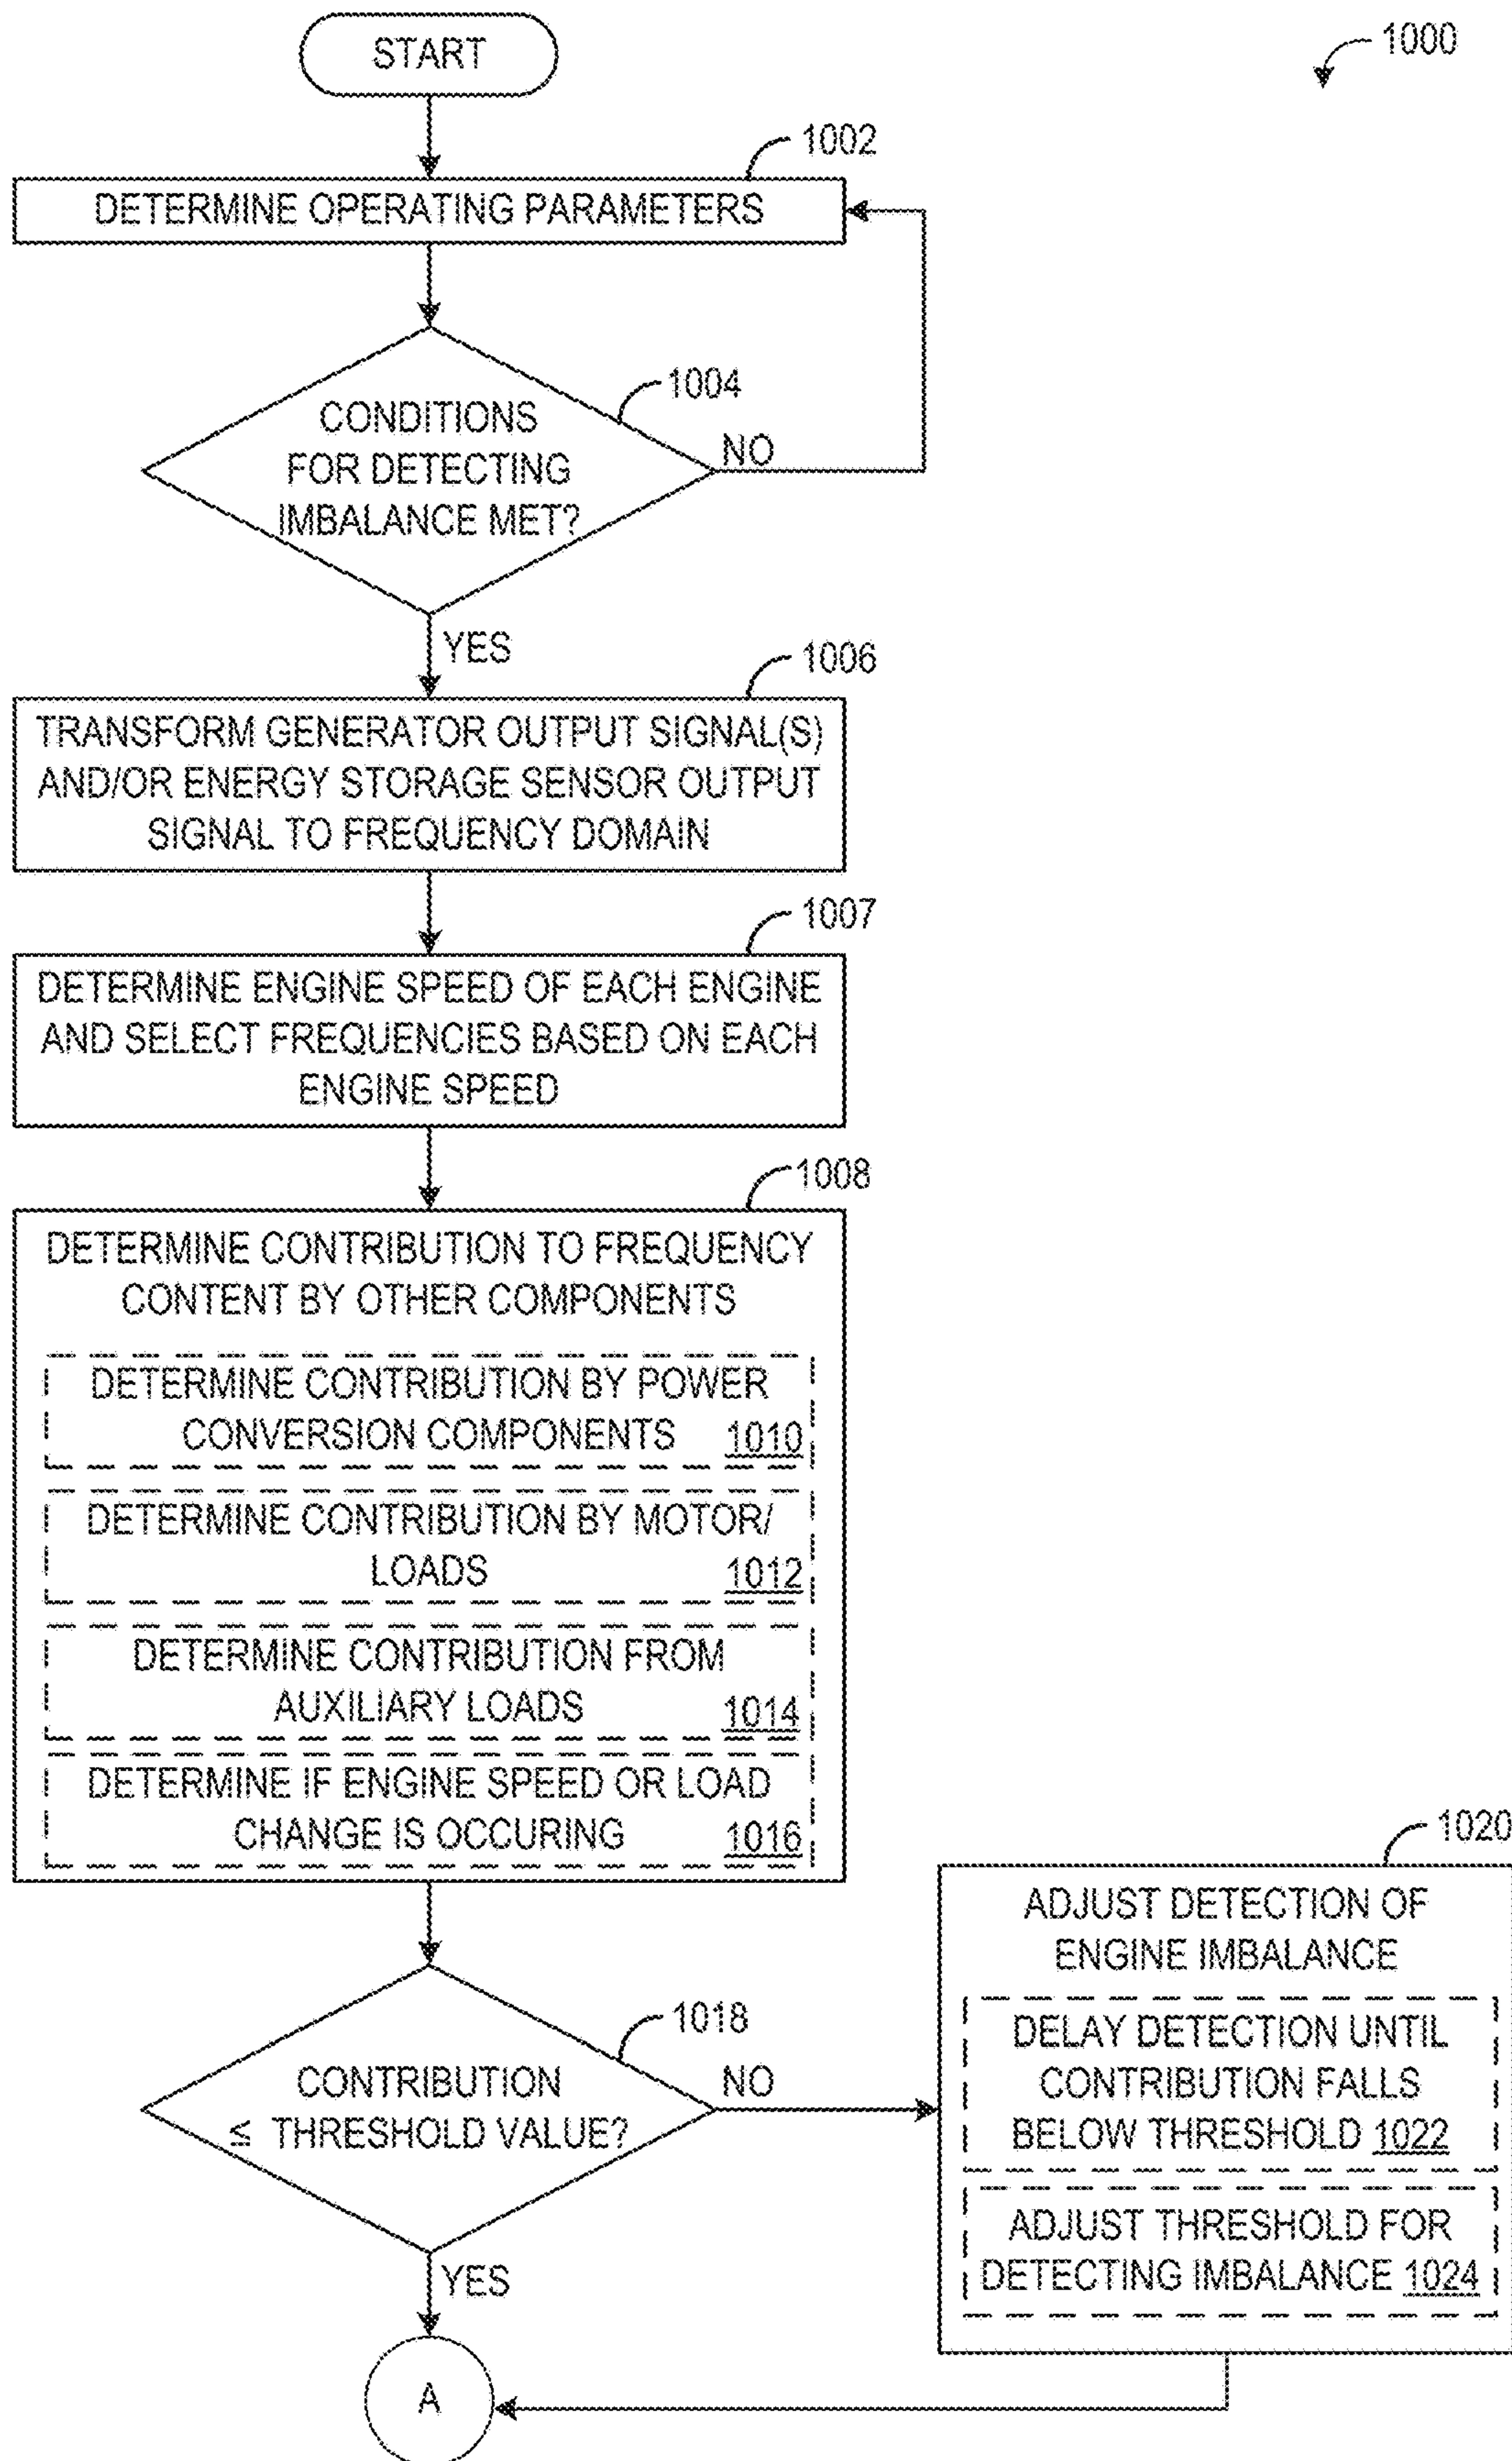 START
1000
1002
DETERMINE OPERATING PARAMETERS
1004
CONDITIONS
FOR DETECTING
IMBALANCE MET?
NO
YES
1006
TRANSFORM GENERATOR OUTPUT SIGNAL(S)
AND/OR ENERGY STORAGE SENSOR OUTPUT
SIGNAL TO FREQUENCY DOMAIN
1007
DETERMINE ENGINE SPEED OF EACH ENGINE
AND SELECT FREQUENCIES BASED ON EACH
ENGINE SPEED
1008
DETERMINE CONTRIBUTION TO FREQUENCY
CONTENT BY OTHER COMPONENTS
DETERMINE CONTRIBUTION BY POWER
CONVERSION COMPONENTS 1010
DETERMINE CONTRIBUTION BY MOTOR/
LOADS 1012
DETERMINE CONTRIBUTION FROM
AUXILIARY LOADS 1014
DETERMINE IF ENGINE SPEED OR LOAD
CHANGE IS OCCURING 1016
1018
CONTRIBUTION
≦ THRESHOLD VALUE?
NO
YES
1020
ADJUST DETECTION OF
ENGINE IMBALANCE
DELAY DETECTION UNTIL
CONTRIBUTION FALLS
BELOW THRESHOLD 1022
ADJUST THRESHOLD FOR
DETECTING IMBALANCE 1024
A